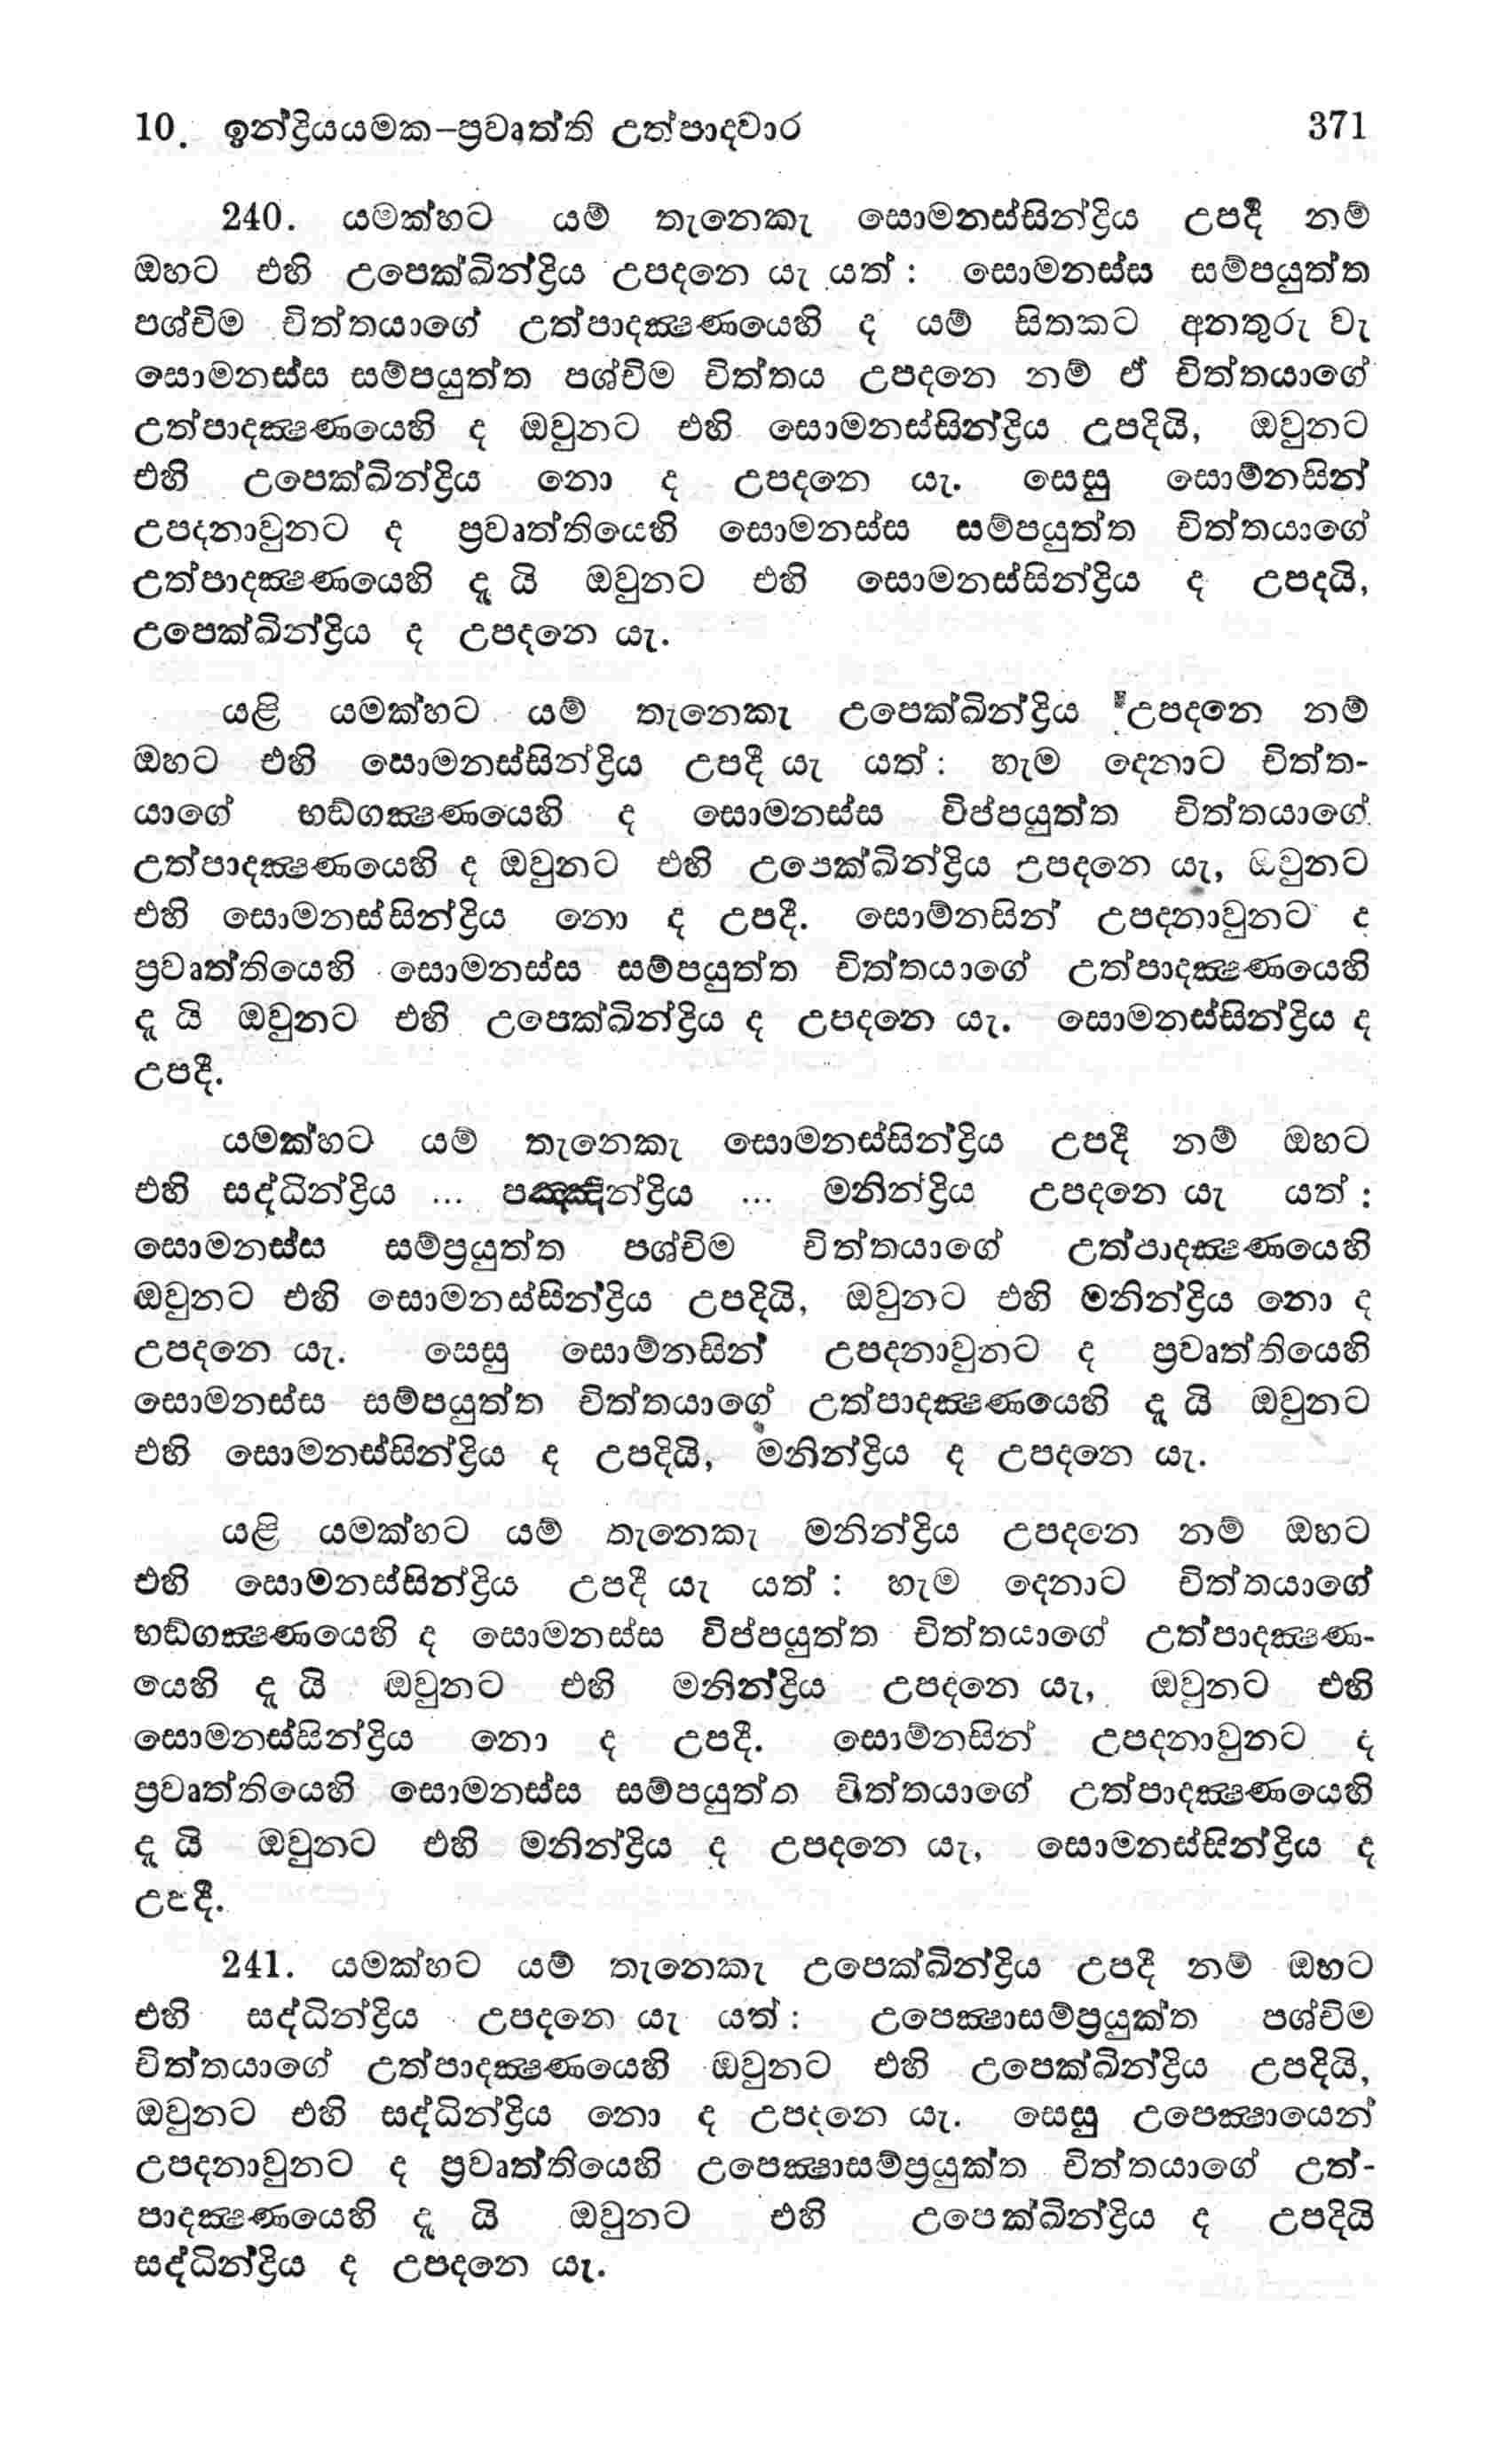 10. ඉන්ද්‍රියයමක–ප්‍රවෘත්ති උත්පාදවාර 371
240. යමක්හට යම් තැනෙකැ සොමනස්සින්ද්‍රිය උපදී නම්
ඔහට එහි උපෙක්ඛින්ද්‍රිය උපදනෙ යැ යත් : සොමනස්ස සම්පයුත්ත
පශ්චිම චිත්තයාගේ උත්පාදක්‍ෂණයෙහි ද යම් සිතකට අනතුරු වැ
සොමනස්ස සම්පයුත්ත පශ්චිම චිත්තය උපදනෙ නම් ඒ චිත්තයාගේ
උත්පාදක්‍ෂණයෙහි ද ඔවුනට එහි සොමනස්සින්ද්‍රිය උපදියි, ඔවුනට
එහි උපෙක්ඛින්ද්‍රිය නො ද උපදනෙ යැ. සෙසු සොම්නසින්
උපදනාවුනට ද ප්‍රවෘත්තියෙහි සොමනස්ස සම්පයුත්ත චිත්තයාගේ
උත්පාදක්‍ෂණයෙහි දැ යි ඔවුනට එහි සොමනස්සින්ද්‍රිය ද උපදයි,
උපෙක්ඛින්ද්‍රිය ද උපදනෙ යැ.
යළි යමක්හට යම් තැනෙකැ උපෙක්ඛින්ද්‍රිය උපදනෙ නම්
ඔහට එහි සොමනස්සින්ද්‍රිය උපදී යැ යත් : හැම දෙනාට චිත්ත-
යාගේ භඞ්ගක්‍ෂණයෙහි ද සොමනස්ස විප්පයුත්ත චිත්තයාගේ
උත්පාදක්‍ෂණයෙහි ද ඔවුනට එහි උපෙක්ඛින්ද්‍රිය උපදනෙ යැ, ඔවුනට
එහි සොමනස්සින්ද්‍රිය නො ද උපදී. සොම්නසින් උපදනාවුනට ද
ප්‍රවෘත්තියෙහි සොමනස්ස සම්පයුත්ත චිත්තයාගේ උත්පාදක්‍ෂණයෙහි
දැ යි ඔවුනට එහි උපෙක්ඛින්ද්‍රිය ද උපදනෙ යැ. සොමනස්සින්ද්‍රිය ද
උපදී.
යමක්හට යම් තැනෙකැ සොමනස්සින්ද්‍රිය උපදී නම් ඔහට
එහි සද්ධින්ද්‍රිය ... පඤ්ඤින්ද්‍රිය ... මනින්ද්‍රිය උපදනෙ යැ යත් :
සොමනස්ස සම්ප්‍රයුත්ත පශ්චිම චිත්තයාගේ උත්පාදක්‍ෂණයෙහි
ඔවුනට එහි සොමනස්සින්ද්‍රිය උපදියි, ඔවුනට එහි මනින්ද්‍රිය නො ද
උපදනෙ යැ. සෙසු සොම්නසින් උපදනාවුනට ද ප්‍රවෘත්තියෙහි
සොමනස්ස සම්පයුත්ත චිත්තයාගේ උත්පාදක්‍ෂණයෙහි දැ යි ඔවුනට
එහි සොමනස්සින්ද්‍රිය ද උපදියි, මනින්ද්‍රිය ද උපදනෙ යැ.
යළි යමක්හට යම් තැනෙකැ මනින්ද්‍රිය උපදනෙ නම් ඔහට
එහි සොමනස්සින්ද්‍රිය උපදී යැ යත් : හැම දෙනාට චිත්තයාගේ
භඞ්ගක්‍ෂණයෙහි ද සොමනස්ස විප්පයුත්ත චිත්තයාගේ උත්පාදක්‍ෂණ-
යෙහි දැ යි ඔවුනට එහි මනින්ද්‍රිය උපදනෙ යැ, ඔවුනට එහි
සොමනස්සින්ද්‍රිය නො ද උපදී. සොම්නසින් උපදනාවුනට ද
ප්‍රවෘත්තියෙහි සොමනස්ස සම්පයුත්ත චිත්තයාගේ උත්පාදක්‍ෂණයෙහි
දැ යි ඔවුනට එහි මනින්ද්‍රිය ද උපදනෙ යැ, සොමනස්සින්ද්‍රිය ද
උපදී.
241. යමක්හට යම් තැනෙකැ උපෙක්ඛින්ද්‍රිය උපදී නම් ඔහට
එහි සද්ධින්ද්‍රිය උපදනෙ යැ යත් : උපෙක්‍ෂාසම්ප්‍රයුක්ත පශ්චිම
චිත්තයාගේ උත්පාදක්‍ෂණයෙහි ඔවුනට එහි උපෙක්ඛින්ද්‍රිය උපදියි,
ඔවුනට එහි සද්ධින්ද්‍රිය නො ද උපදනෙ යැ. සෙසු උපෙක්‍ෂායෙන්
උපදනාවුනට ද ප්‍රවෘත්තියෙහි උපෙක්‍ෂාසම්ප්‍රයුක්ත චිත්තයාගේ උත්-
පාදක්‍ෂණයෙහි දැ යි ඔවුනට එහි උපෙක්ඛින්ද්‍රිය ද උපදියි
සද්ධින්ද්‍රිය ද උපදනෙ යැ.